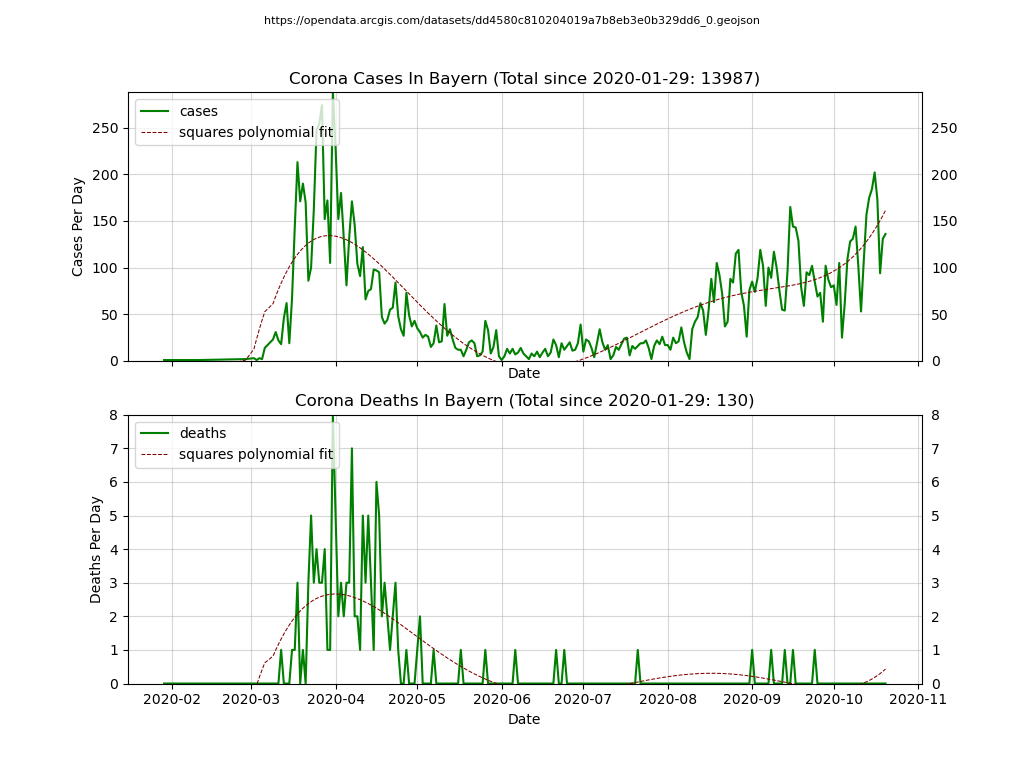 https://opendata.arcgis.com/datasets/dd4580c810204019a7b8eb3e0b329dd6_0.geojson
Corona Cases In Bayern (Total since 2020-01-29: 13987)
cases
squares polynomial fit
Cases Per Day
250
200
150
100
50
0
250
200
150
100
50
0
Date
Corona Deaths In Bayern (Total since 2020-01-29: 130)
deaths
squares polynomial fit
Deaths Per Day
8
7
6
5
4
3
2
1
0
8
7
6
5
4
3
2
1
0
2020-02 2020-03 2020-04 2020-05 2020-06 2020-07 2020-08 2020-09 2020-10 2020-11
Date